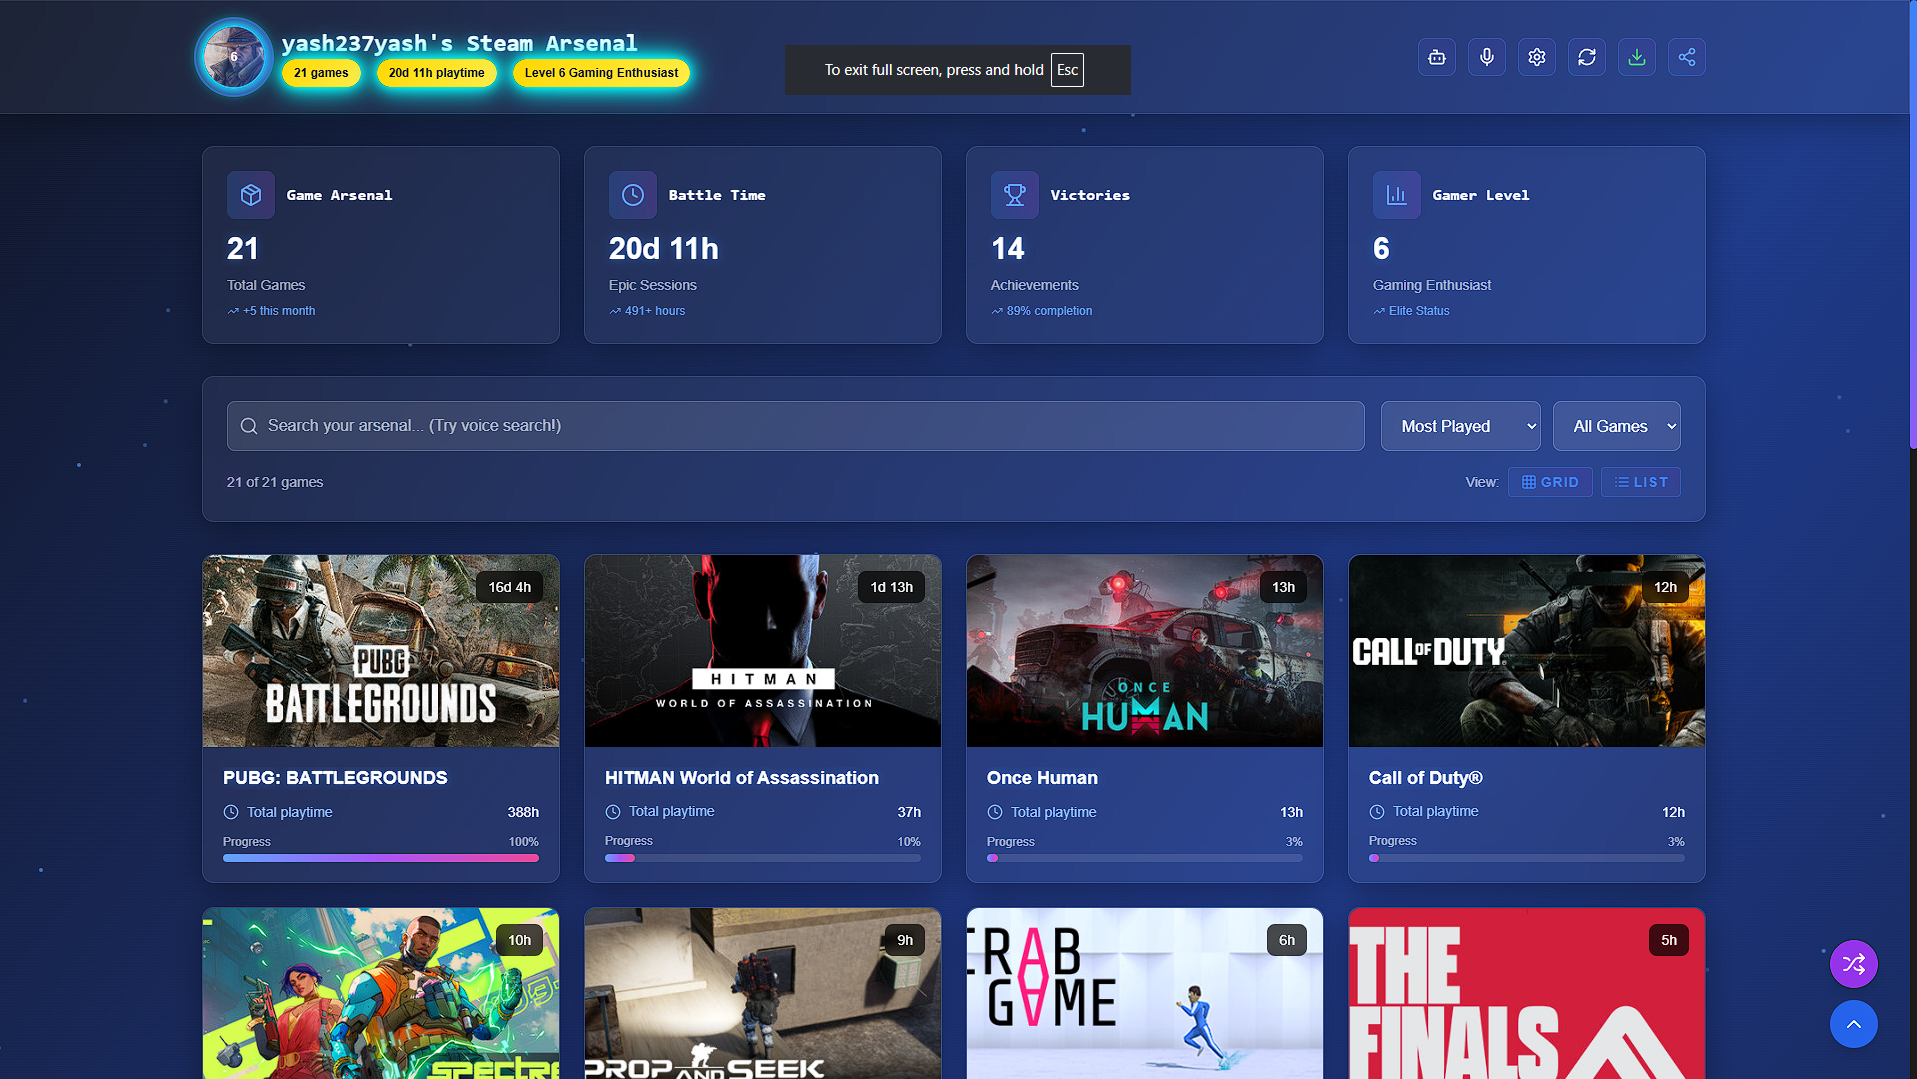 yash237yash's Steam Arsenal
6
21 games
20d 11h playtime
Level 6 Gaming Enthusiast
To exit full screen, press and hold Esc
Game Arsenal
21
Total Games
+5 this month
Battle Time
20d 11h
Epic Sessions
491+ hours
Victories
14
Achievements
89% completion
Gamer Level
6
Gaming Enthusiast
Elite Status
Search your arsenal... (Try voice search!)
Most Played
All Games
21 of 21 games
View:
GRID
LIST
16d 4h
PUBG
BATTLEGROUNDS
PUBG: BATTLEGROUNDS
Total playtime
388h
Progress
100%
1d 13h
HITMAN
WORLD OF ASSASSINATION
HITMAN World of Assassination
Total playtime
37h
Progress
10%
13h
ONCE
HUMAN
Once Human
Total playtime
13h
Progress
3%
12h
CALL OF DUTY
Call of Duty®
Total playtime
12h
Progress
3%
10h
SPECTRE
9h
PROP AND SEEK
6h
CRAB
GAME
5h
THE
FINALS